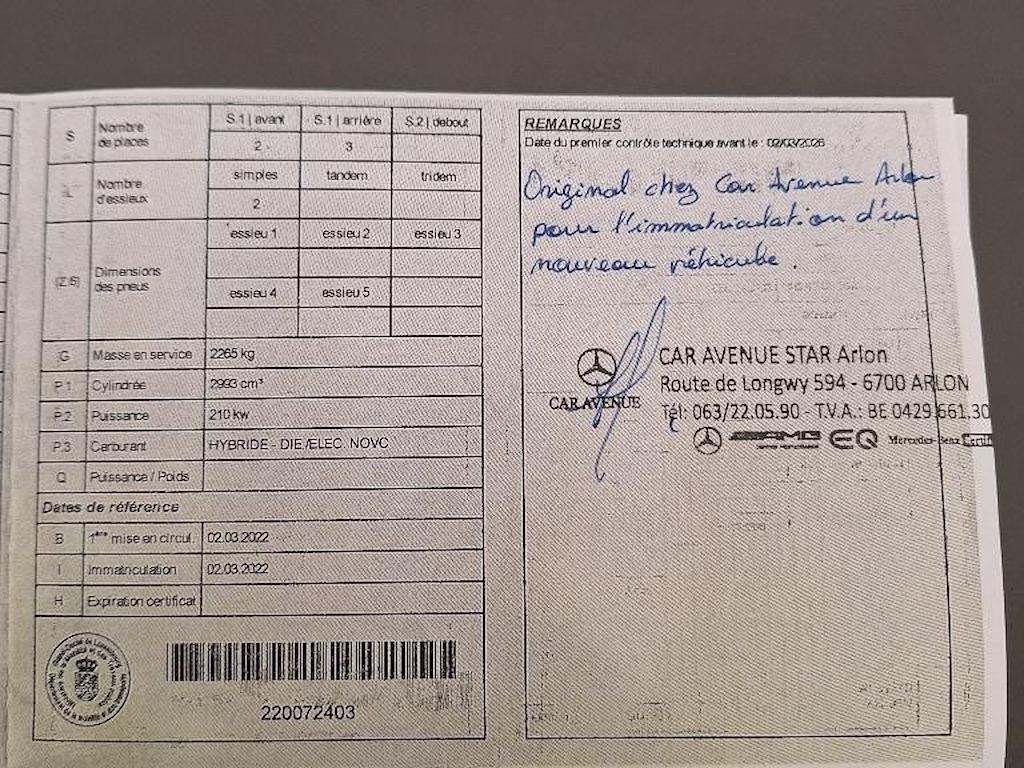 S Nombre de places S.1 | avant S.1 | arrière S.2 | debout
2 3
L Nombre d'essieux simples tandem tridem
2
(Z.6) Dimensions des pneus essieu 1 essieu 2 essieu 3
essieu 4 essieu 5
G Masse en service 2265 kg
P.1 Cylindrée 2993 cm³
P.2 Puissance 210 kw
P.3 Carburant HYBRIDE - DIE./ELEC. NOVC
Q Puissance / Poids
Dates de référence
B 1ère mise en circul. 02.03.2022
I Immatriculation 02.03.2022
H Expiration certificat
220072403
REMARQUES
Date du premier contrôle technique avant le : 02/03/2026
Original chez Car Avenue Arlon
pour l'immatriculation d'un
nouveau véhicule.
CAR AVENUE
CAR AVENUE STAR Arlon
Route de Longwy 594 - 6700 ARLON
Tél: 063/22.05.90 - T.V.A.: BE 0429.661.30
AMG EQ Mercedes-Benz Certifi